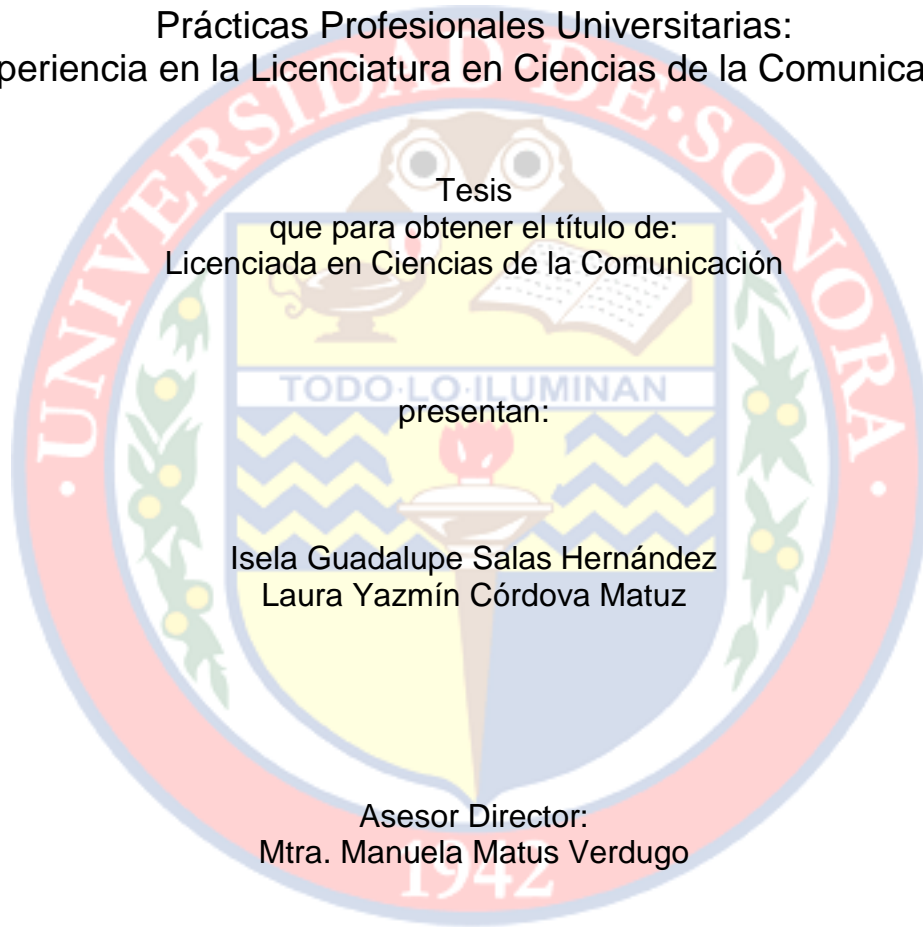 Prácticas Profesionales Universitarias:
periencia en la Licenciatura en Ciencias de la Comunica
UNIVERSIDAD DE·SONORA
Tesis
que para obtener el título de:
Licenciada en Ciencias de la Comunicación
TODO·LO·ILUMINAN
presentan:
Isela Guadalupe Salas Hernández
Laura Yazmín Córdova Matuz
Asesor Director:
Mtra. Manuela Matus Verdugo
1942